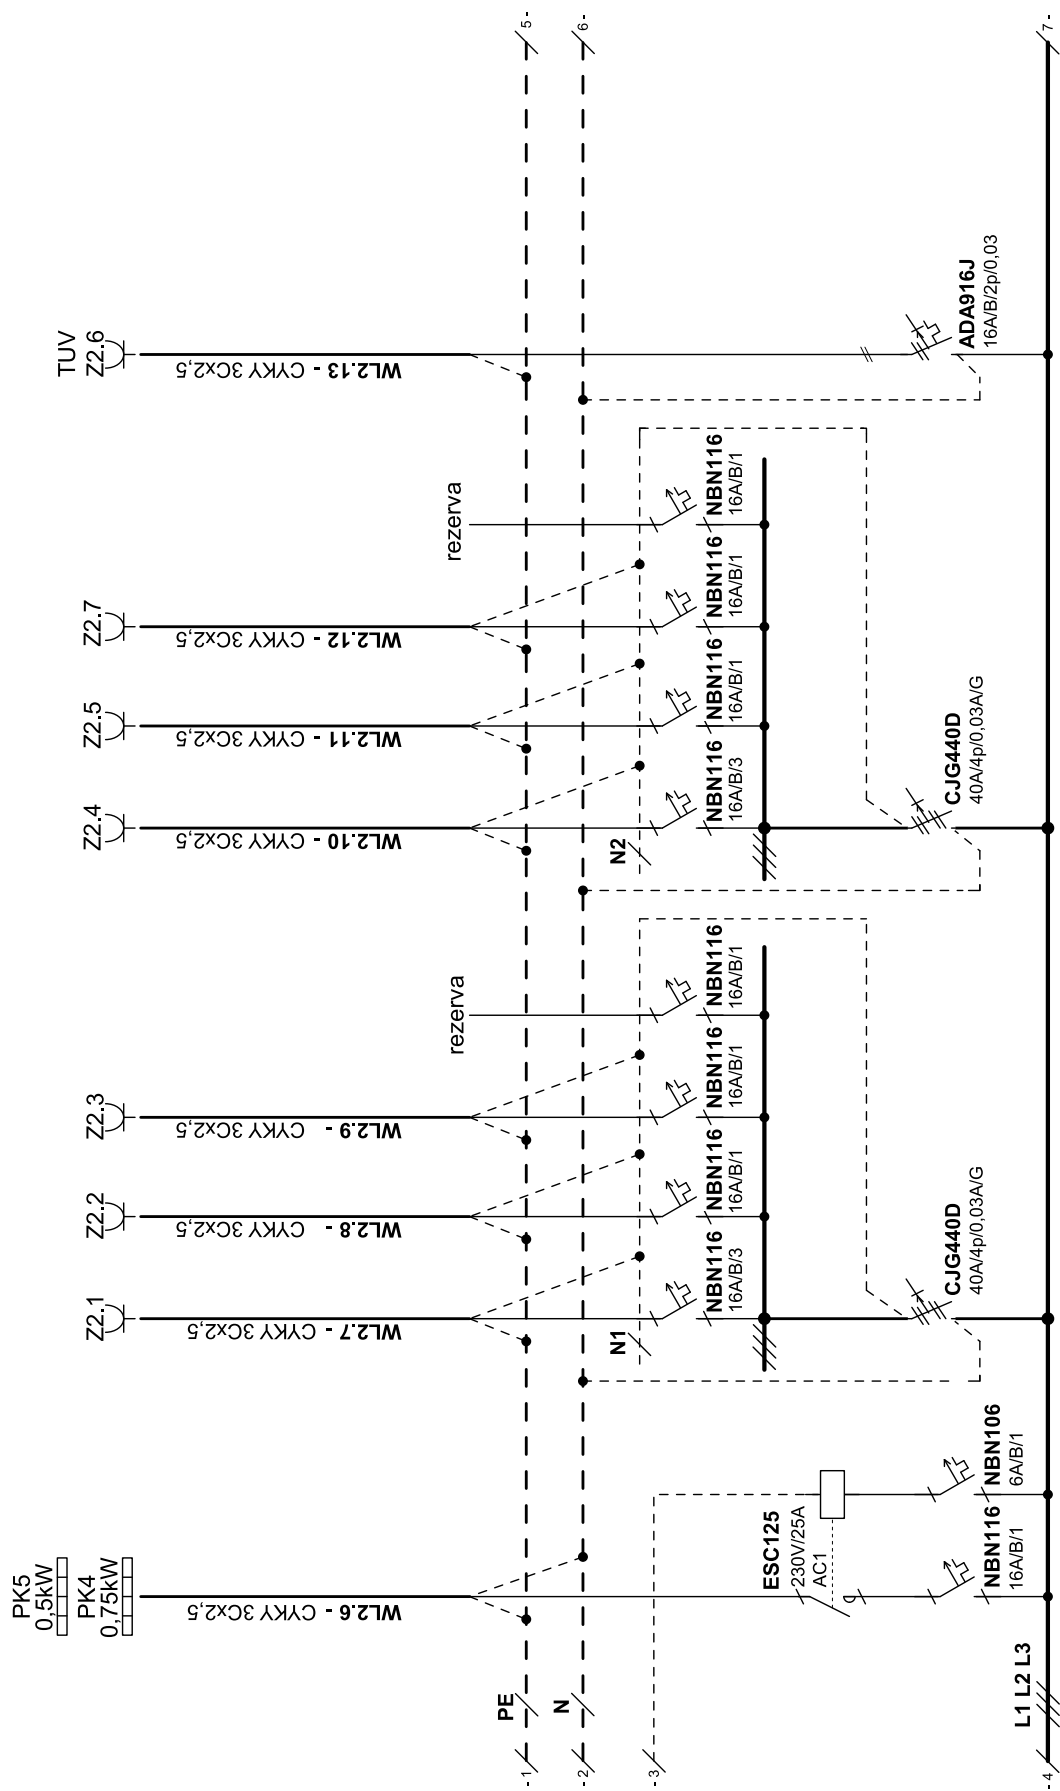 PK5
0,5kW
PK4
0,75kW
WL2.6 - CYKY 3Cx2,5
Z2.1
WL2.7 - CYKY 3Cx2,5
Z2.2
WL2.8 - CYKY 3Cx2,5
Z2.3
WL2.9 - CYKY 3Cx2,5
rezerva
Z2.4
WL2.10 - CYKY 3Cx2,5
Z2.5
WL2.11 - CYKY 3Cx2,5
Z2.7
WL2.12 - CYKY 3Cx2,5
rezerva
TUV
Z2.6
WL2.13 - CYKY 3Cx2,5
- 1
PE
5 -
- 2
N
6 -
- 3
N1
NBN116
16A/B/3
NBN116
16A/B/1
NBN116
16A/B/1
NBN116
16A/B/1
N2
NBN116
16A/B/3
NBN116
16A/B/1
NBN116
16A/B/1
NBN116
16A/B/1
ESC125
230V/25A
AC1
NBN116
16A/B/1
NBN106
6A/B/1
CJG440D
40A/4p/0,03A/G
CJG440D
40A/4p/0,03A/G
ADA916J
16A/B/2p/0,03
- 4
L1 L2 L3
7 -